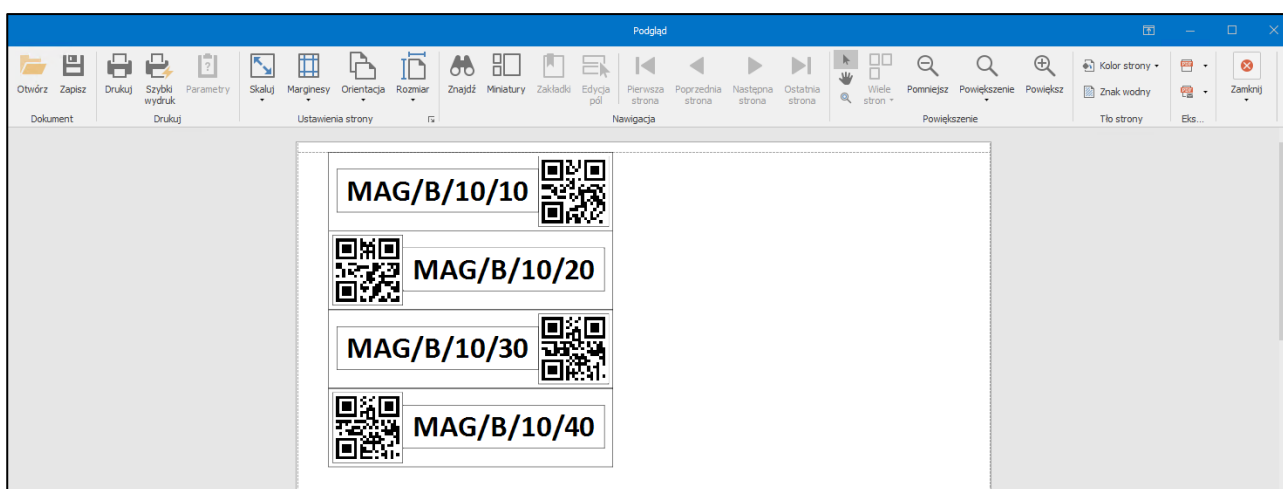 Podgląd
Otwórz Zapisz Drukuj Szybki wydruk Parametry Skaluj Marginesy Orientacja Rozmiar Znajdź Miniatury Zakładki Edycja pól Pierwsza strona Poprzednia strona Następna strona Ostatnia strona Wiele stron Pomniejsz Powiększenie Powiększ Kolor strony Znak wodny Zamknij
Dokument Drukuj Ustawienia strony Nawigacja Powiększenie Tło strony Eks...
MAG/B/10/10
MAG/B/10/20
MAG/B/10/30
MAG/B/10/40